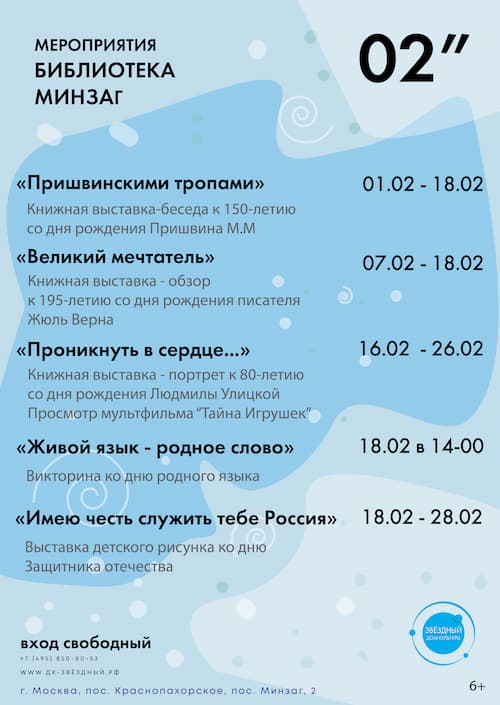 МЕРОПРИЯТИЯ
БИБЛИОТЕКА
МИНЗАГ
02”
«Пришвинскими тропами»
01.02 - 18.02
Книжная выставка-беседа к 150-летию
со дня рождения Пришвина М.М
«Великий мечтатель»
07.02 - 18.02
Книжная выставка - обзор
к 195-летию со дня рождения писателя
Жюль Верна
«Проникнуть в сердце...»
16.02 - 26.02
Книжная выставка - портрет к 80-летию
со дня рождения Людмилы Улицкой
Просмотр мультфильма “Тайна Игрушек”
«Живой язык - родное слово»
18.02 в 14-00
Викторина ко дню родного языка
«Имею честь служить тебе Россия»
18.02 - 28.02
Выставка детского рисунка ко дню
Защитника отечества
ЗВЁЗДНЫЙ
ДОМ КУЛЬТУРЫ
вход свободный
+7 (495) 850-80-53
WWW.ДК-ЗВЁЗДНЫЙ.РФ
г. Москва, пос. Краснопахорское, пос. Минзаг, 2
6+